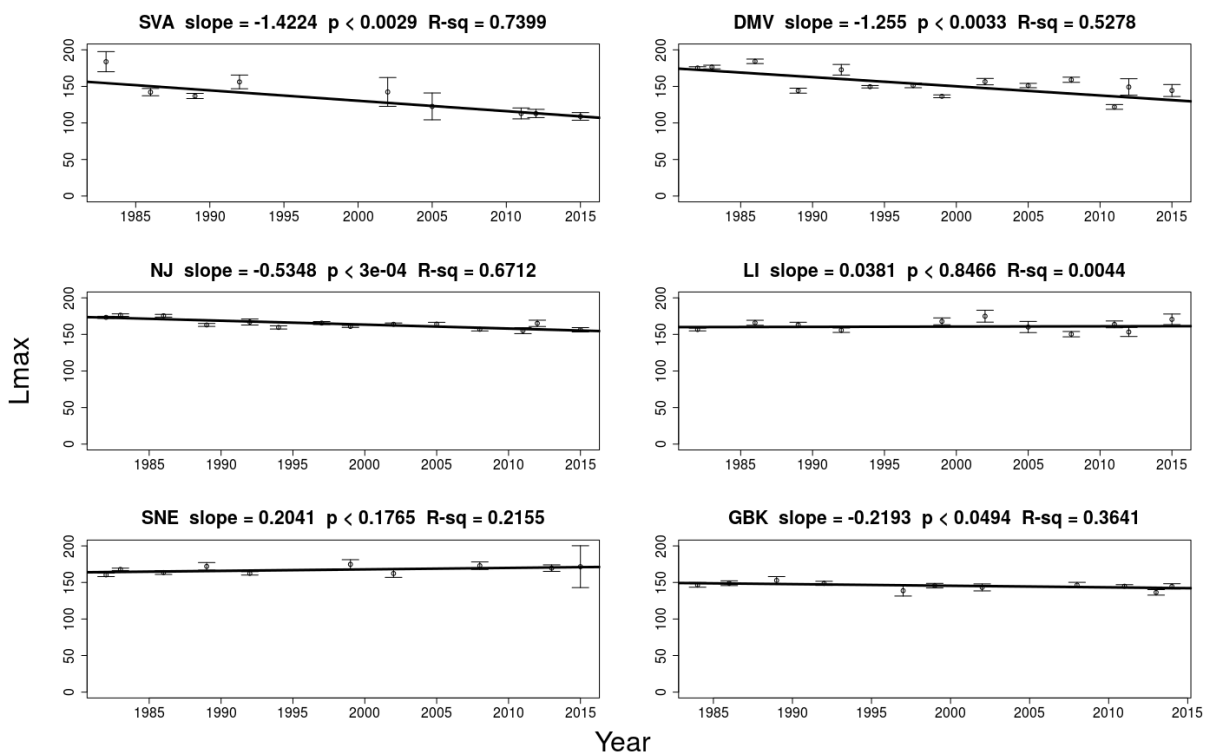 SVA slope = -1.4224 p < 0.0029 R-sq = 0.7399
0 50 100 150 200
1985 1990 1995 2000 2005 2010 2015
DMV slope = -1.255 p < 0.0033 R-sq = 0.5278
0 50 100 150 200
1985 1990 1995 2000 2005 2010 2015
NJ slope = -0.5348 p < 3e-04 R-sq = 0.6712
0 50 100 150 200
1985 1990 1995 2000 2005 2010 2015
LI slope = 0.0381 p < 0.8466 R-sq = 0.0044
0 50 100 150 200
1985 1990 1995 2000 2005 2010 2015
SNE slope = 0.2041 p < 0.1765 R-sq = 0.2155
0 50 100 150 200
1985 1990 1995 2000 2005 2010 2015
GBK slope = -0.2193 p < 0.0494 R-sq = 0.3641
0 50 100 150 200
1985 1990 1995 2000 2005 2010 2015
Lmax
Year